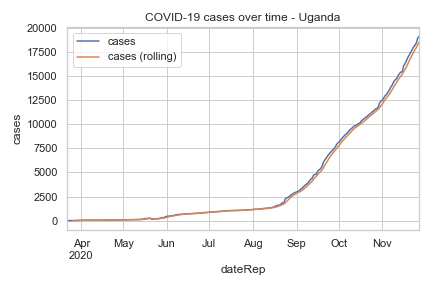 COVID-19 cases over time - Uganda
cases
cases (rolling)
20000
17500
15000
12500
10000
7500
5000
2500
0
cases
Apr May Jun Jul Aug Sep Oct Nov
2020
dateRep